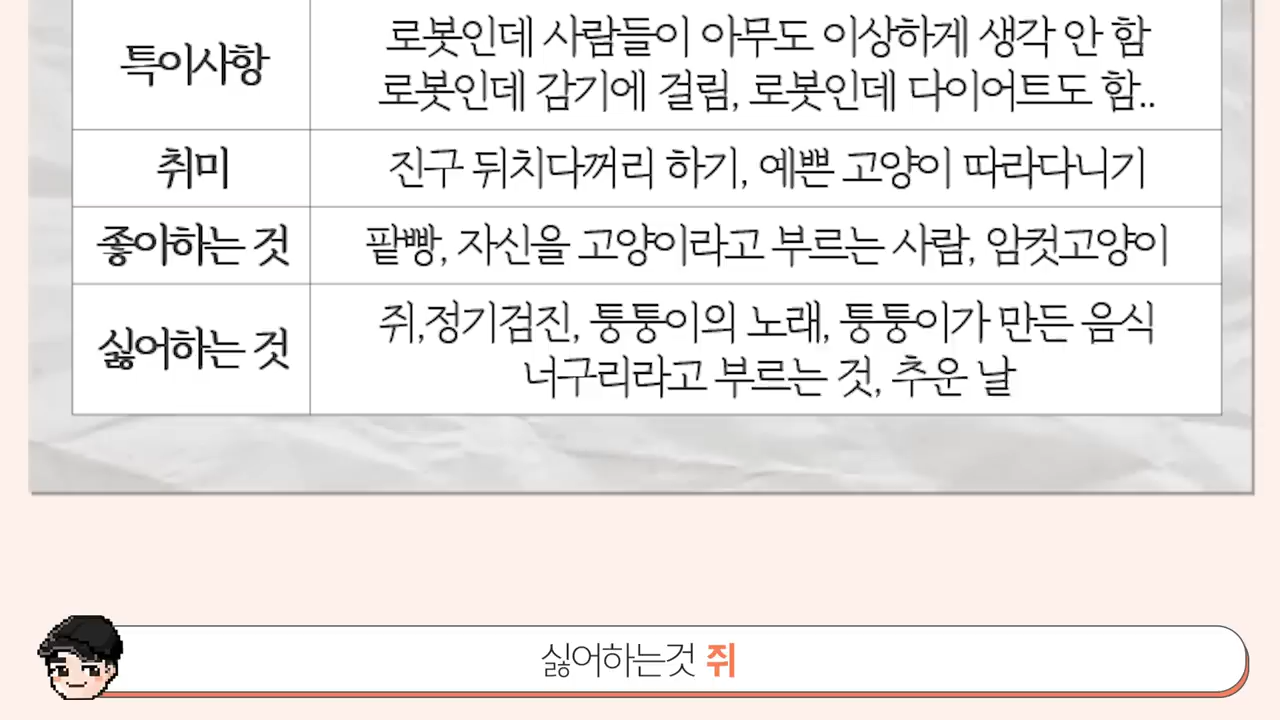 특이사항
로봇인데 사람들이 아무도 이상하게 생각 안 함
로봇인데 감기에 걸림, 로봇인데 다이어트도 함..
취미
진구 뒤치다꺼리 하기, 예쁜 고양이 따라다니기
좋아하는 것
팥빵, 자신을 고양이라고 부르는 사람, 암컷고양이
싫어하는 것
쥐,정기검진, 퉁퉁이의 노래, 퉁퉁이가 만든 음식
너구리라고 부르는 것, 추운 날
싫어하는것 쥐